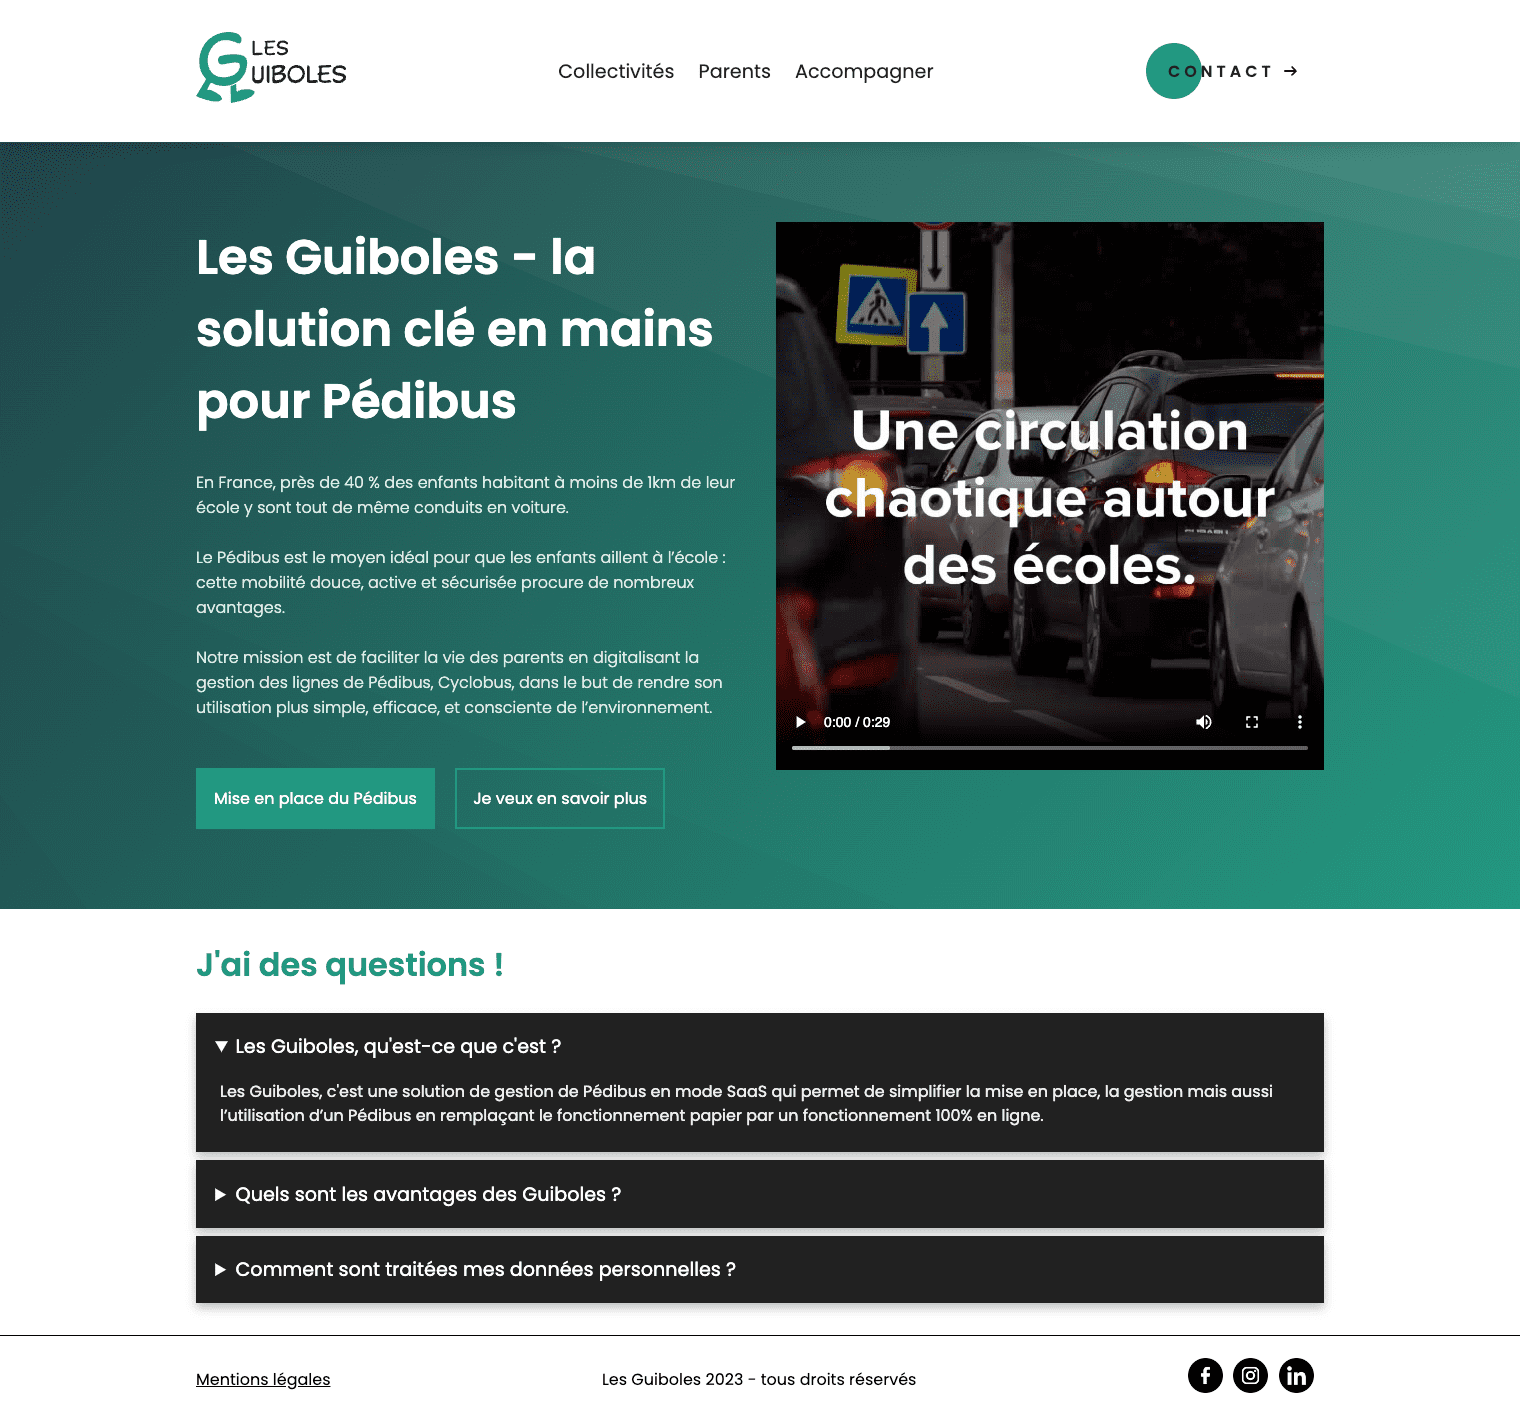 LES
GUIBOLES
Collectivités Parents Accompagner
CONTACT →
Les Guiboles - la
solution clé en mains
pour Pédibus
En France, près de 40 % des enfants habitant à moins de 1km de leur
école y sont tout de même conduits en voiture.
Le Pédibus est le moyen idéal pour que les enfants aillent à l’école :
cette mobilité douce, active et sécurisée procure de nombreux
avantages.
Notre mission est de faciliter la vie des parents en digitalisant la
gestion des lignes de Pédibus, Cyclobus, dans le but de rendre son
utilisation plus simple, efficace, et consciente de l’environnement.
Mise en place du Pédibus
Je veux en savoir plus
Une circulation
chaotique autour
des écoles.
0:00 / 0:29
J'ai des questions !
Les Guiboles, qu'est-ce que c'est ?
Les Guiboles, c'est une solution de gestion de Pédibus en mode SaaS qui permet de simplifier la mise en place, la gestion mais aussi
l’utilisation d’un Pédibus en remplaçant le fonctionnement papier par un fonctionnement 100% en ligne.
Quels sont les avantages des Guiboles ?
Comment sont traitées mes données personnelles ?
Mentions légales
Les Guiboles 2023 - tous droits réservés